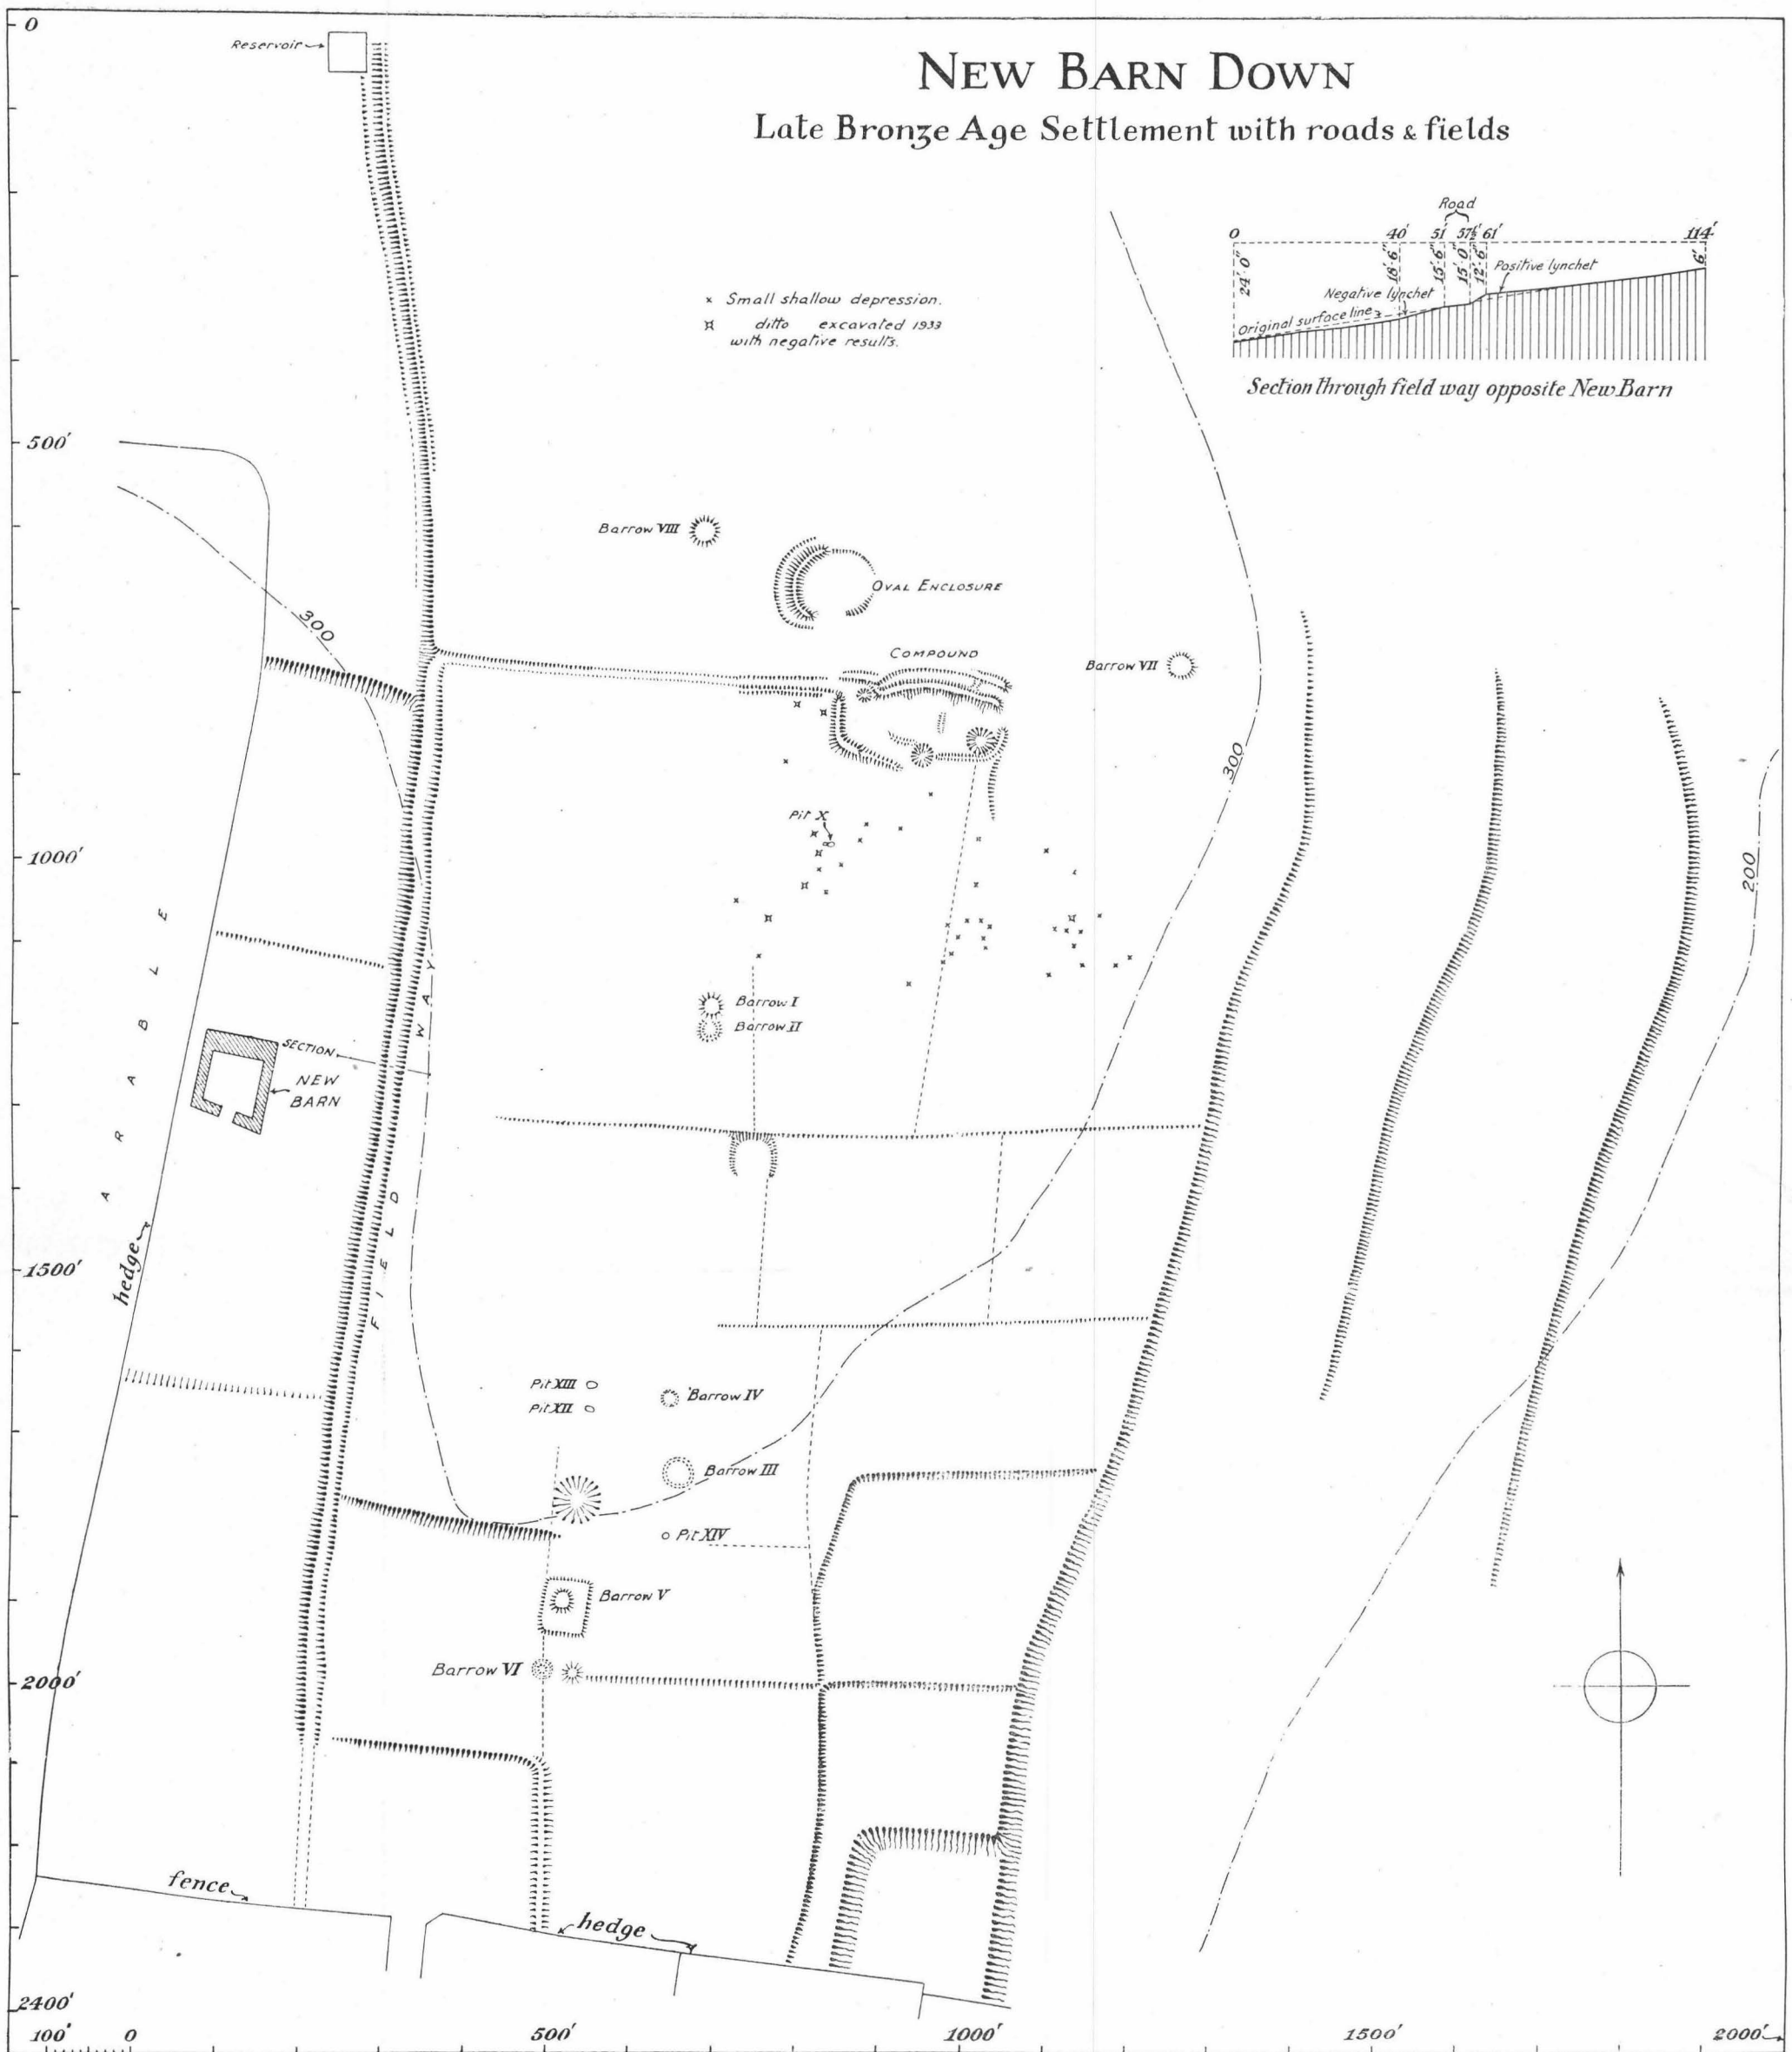 0
Reservoir
NEW BARN DOWN
Late Bronze Age Settlement with roads & fields
Road
0 40' 51' 57½' 61' 114'
24'·0" 18'·6" 15'·6" 15'·0" 12'·6" 6'
Positive lynchet
Negative lynchet
Original surface line
Section through field way opposite New Barn
x Small shallow depression.
ditto excavated 1933
with negative results.
500'
Barrow VIII
OVAL ENCLOSURE
300
COMPOUND
Barrow VII
300
Pit X
1000'
200
ARABLE
FIELD WAY
Barrow I
Barrow II
SECTION
NEW
BARN
hedge
1500'
Pit XIII
Pit XII
Barrow IV
Barrow III
Pit XIV
Barrow V
Barrow VI
2000'
fence
hedge
2400'
100' 0 500' 1000' 1500' 2000'